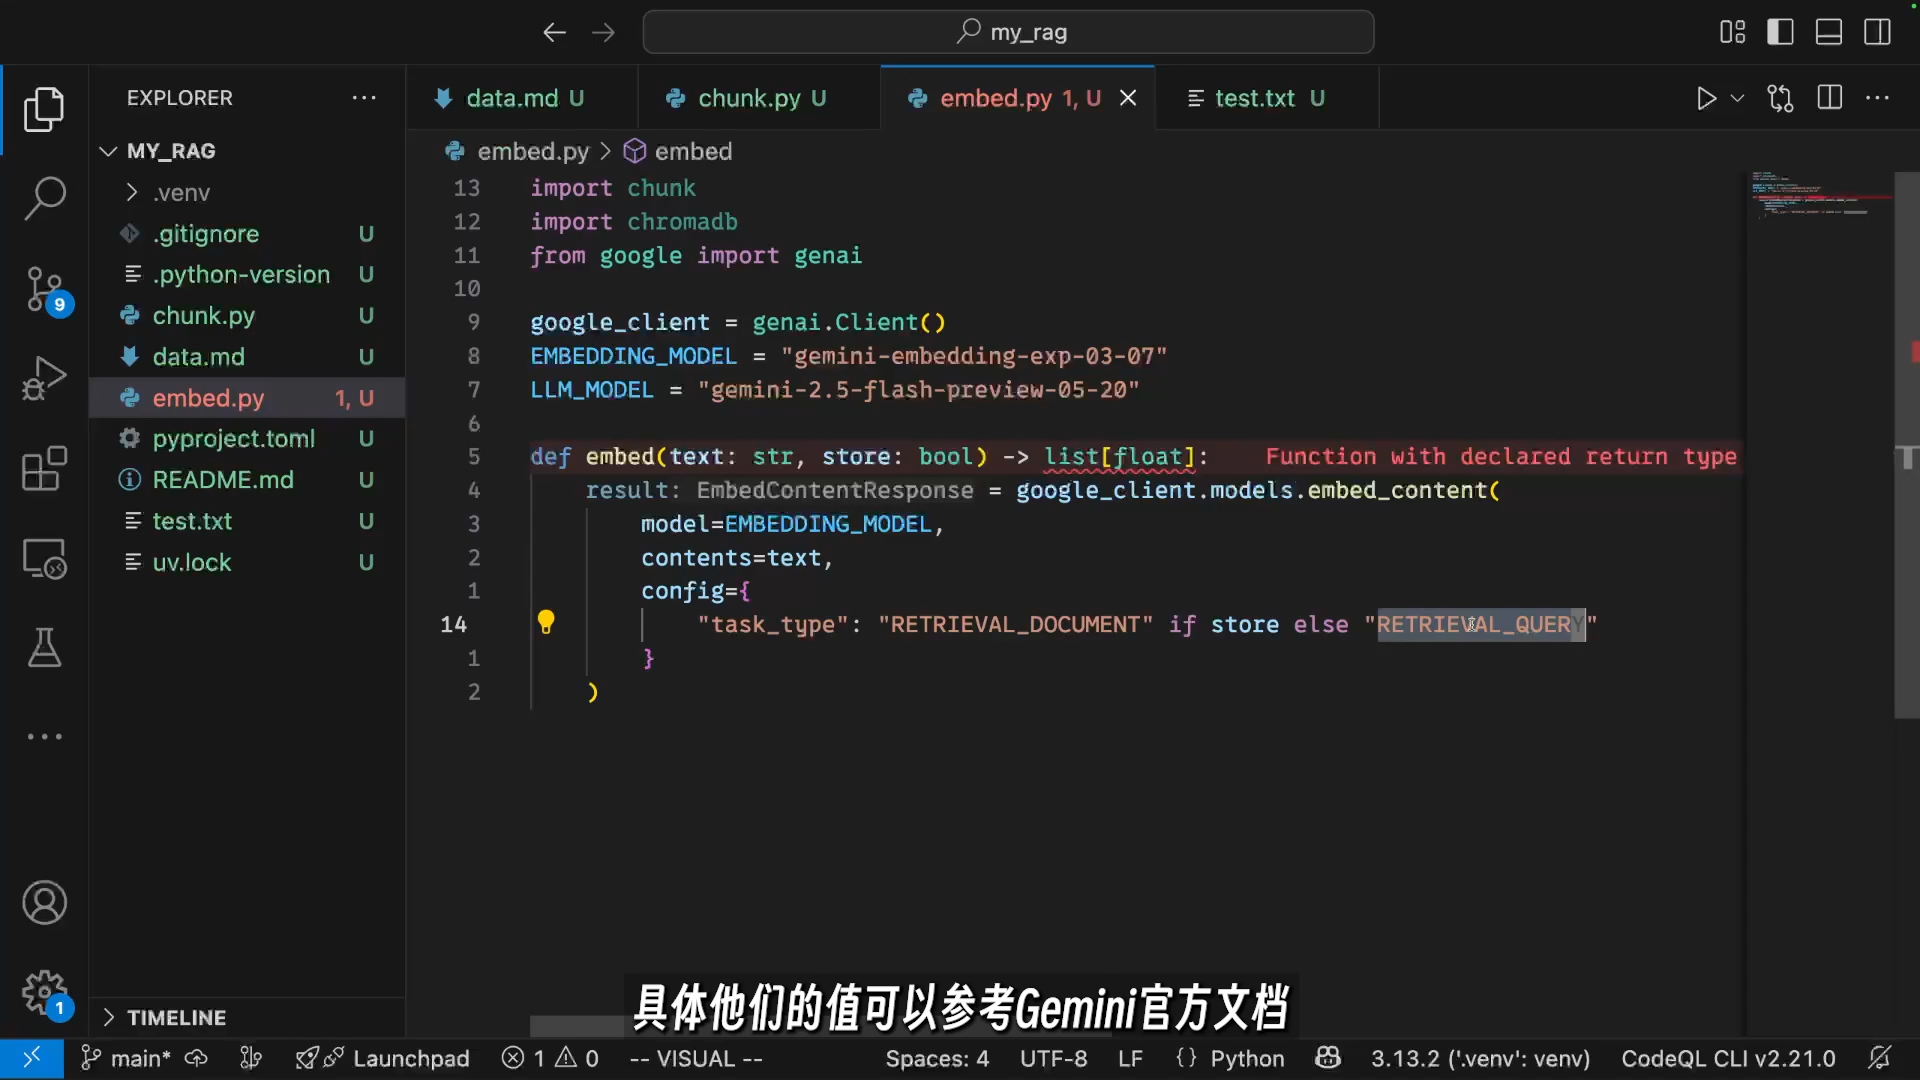 my_rag
EXPLORER
data.md U
chunk.py U
embed.py 1, U
test.txt U
MY_RAG
embed.py > embed
.venv
.gitignore U
.python-version U
chunk.py U
data.md U
embed.py 1, U
pyproject.toml U
README.md U
test.txt U
uv.lock U
13 import chunk
12 import chromadb
11 from google import genai
10
9 google_client = genai.Client()
8 EMBEDDING_MODEL = "gemini-embedding-exp-03-07"
7 LLM_MODEL = "gemini-2.5-flash-preview-05-20"
6
5 def embed(text: str, store: bool) -> list[float]: Function with declared return type
4 result: EmbedContentResponse = google_client.models.embed_content(
3 model=EMBEDDING_MODEL,
2 contents=text,
1 config={
14 "task_type": "RETRIEVAL_DOCUMENT" if store else "RETRIEVAL_QUERY"
1 }
2 )
9
1
TIMELINE
具体他们的值可以参考Gemini官方文档
main* Launchpad 1 0 -- VISUAL -- Spaces: 4 UTF-8 LF {} Python 3.13.2 ('.venv': venv) CodeQL CLI v2.21.0